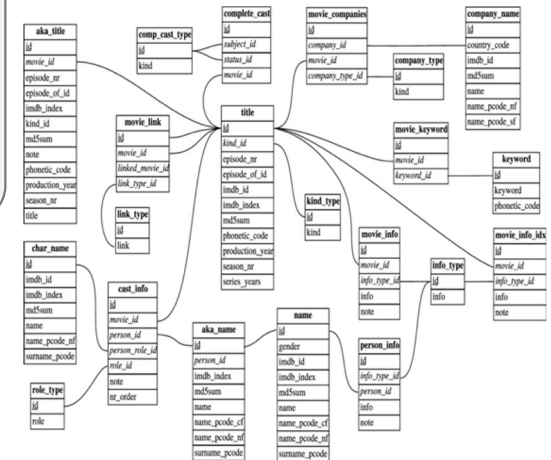 aka_title
id
movie_id
episode_nr
episode_of_id
imdb_index
kind_id
md5sum
note
phonetic_code
production_year
season_nr
title
comp_cast_type
id
kind
complete_cast
id
subject_id
status_id
movie_id
movie_companies
id
company_id
movie_id
company_type_id
company_name
id
country_code
imdb_id
md5sum
name
name_pcode_nf
name_pcode_sf
company_type
id
kind
movie_link
id
movie_id
linked_movie_id
link_type_id
title
id
kind_id
episode_nr
episode_of_id
imdb_id
imdb_index
md5sum
phonetic_code
production_year
season_nr
series_years
movie_keyword
id
movie_id
keyword_id
keyword
id
keyword
phonetic_code
link_type
id
link
kind_type
id
kind
char_name
id
imdb_id
imdb_index
md5sum
name
name_pcode_nf
surname_pcode
cast_info
id
movie_id
person_id
person_role_id
role_id
note
nr_order
movie_info
id
movie_id
info_type_id
info
note
info_type
id
info
movie_info_idx
id
movie_id
info_type_id
info
note
role_type
id
role
aka_name
id
person_id
imdb_index
md5sum
name
name_pcode_cf
name_pcode_nf
surname_pcode
name
id
gender
imdb_id
imdb_index
md5sum
name
name_pcode_cf
name_pcode_nf
surname_pcode
person_info
id
info_type_id
person_id
info
note